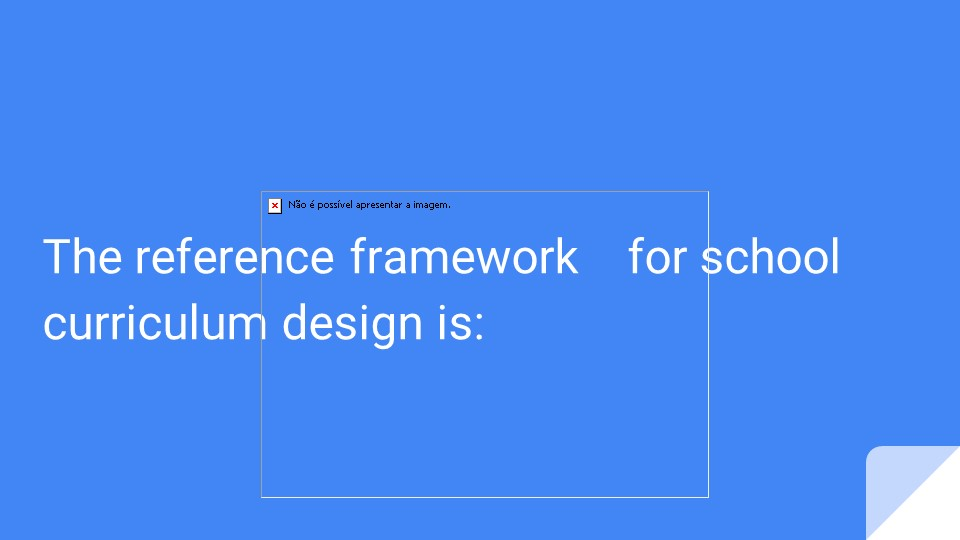 Não é possível apresentar a imagem.
The reference framework for school
curriculum design is: